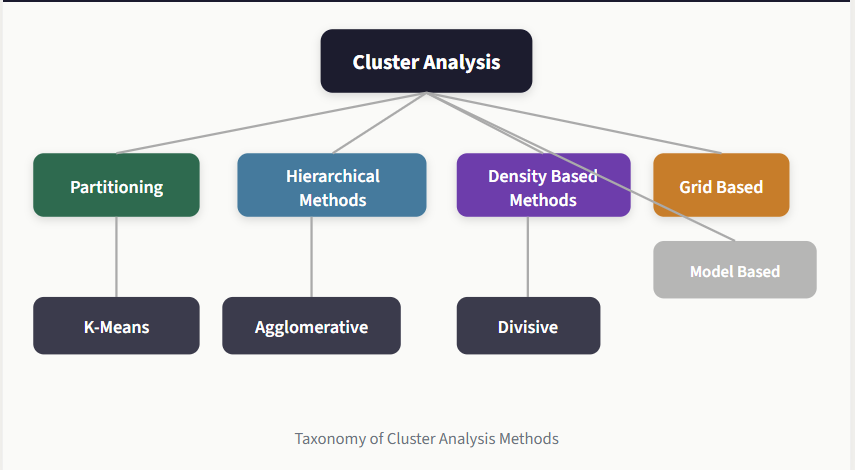 Cluster Analysis
Partitioning
Hierarchical
Methods
Density Based
Methods
Grid Based
Model Based
K-Means
Agglomerative
Divisive
Taxonomy of Cluster Analysis Methods